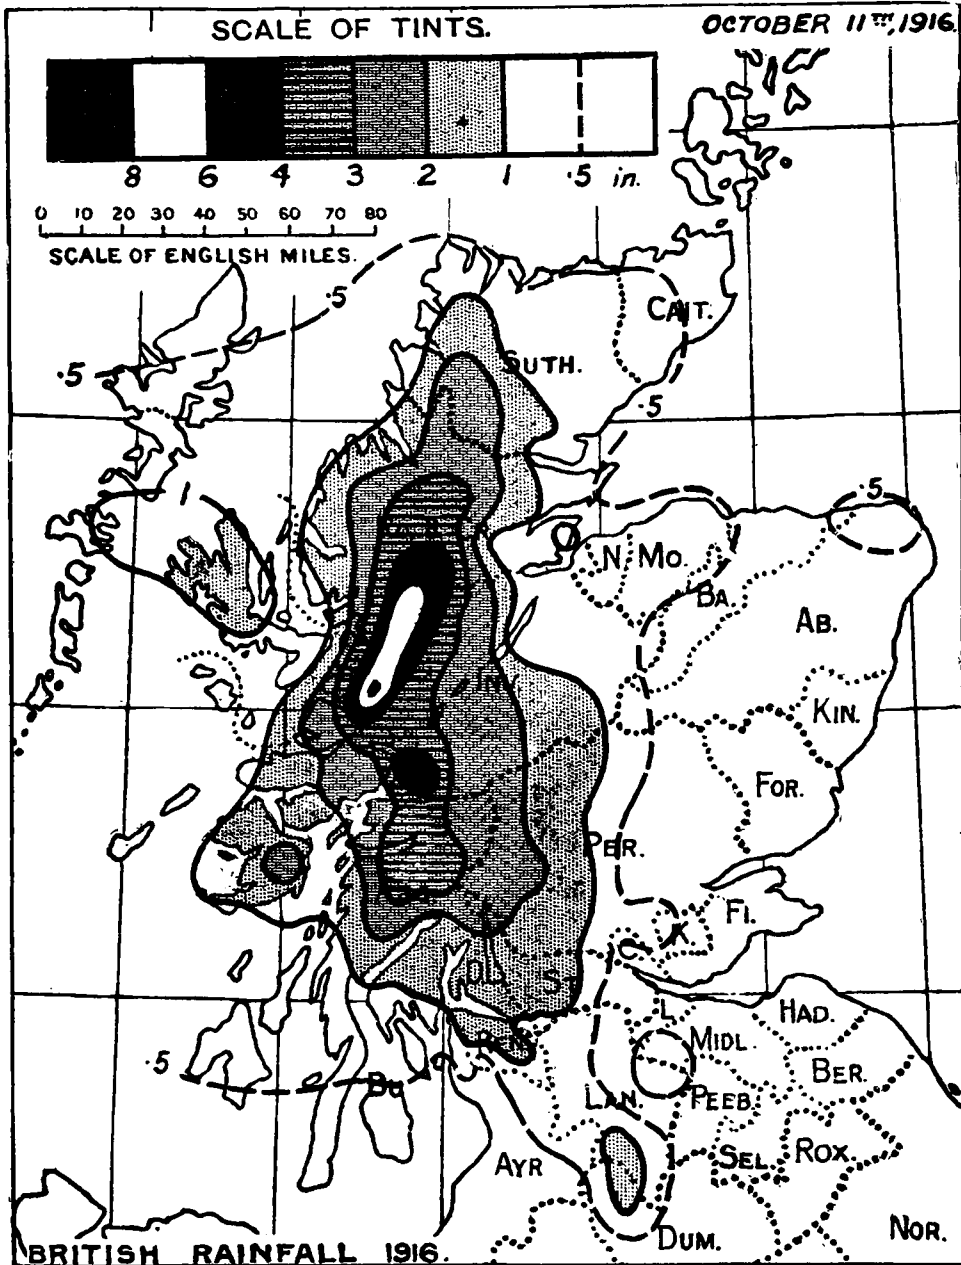 SCALE OF TINTS.
OCTOBER 11TH, 1916.
8 6 4 3 2 1 .5 in.
0 10 20 30 40 50 60 70 80
SCALE OF ENGLISH MILES.
.5
CAIT.
.5
SUTH.
.5
1
.5
N. MO.
BA.
AB.
IN
KIN.
FOR.
PER.
FI.
K.
S
HAD.
L
MIDL.
BER.
.5
BU
LAN.
PEEB.
AYR
SEL.
ROX.
DUM.
NOR.
BRITISH RAINFALL 1916.